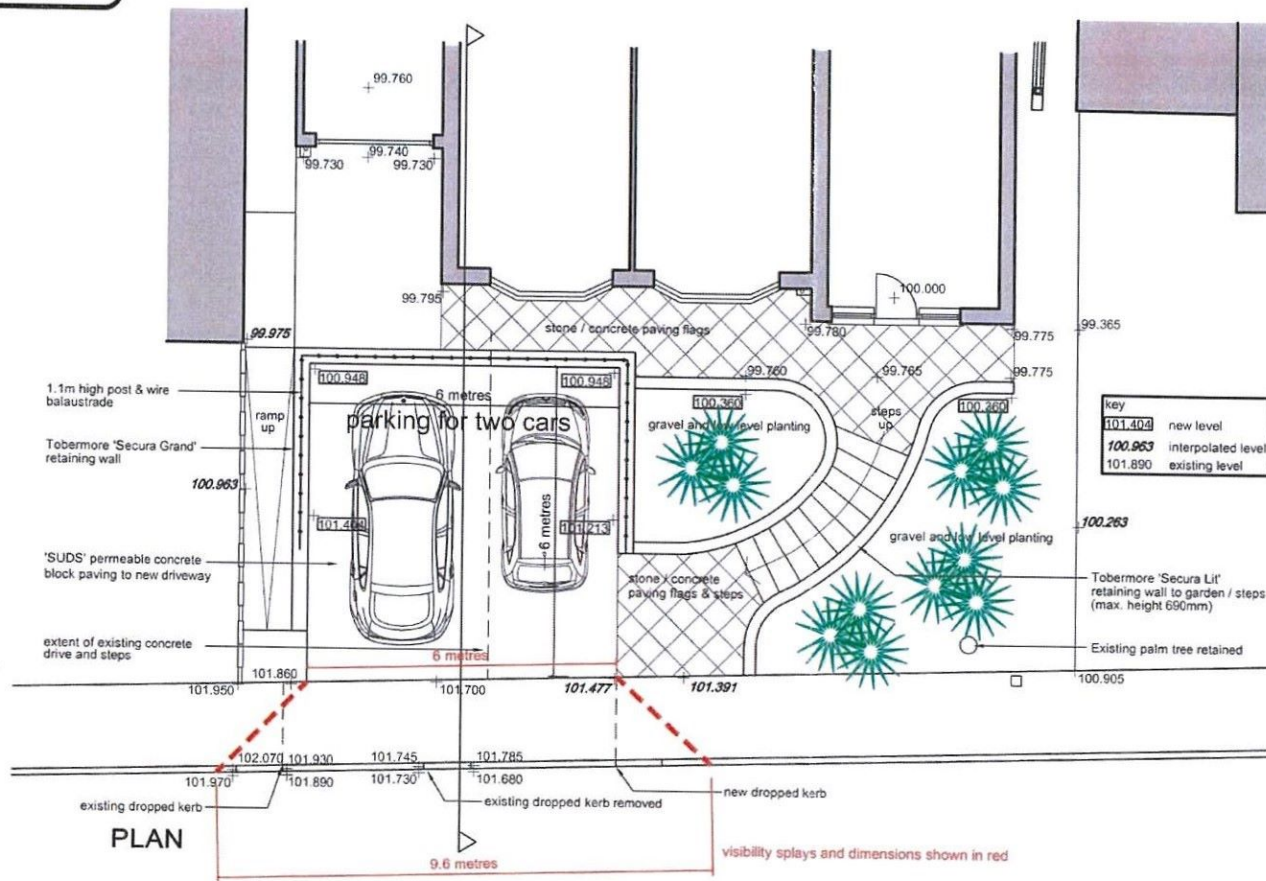 99.760
99.740
99.730
99.730
99.795
100.000
stone / concrete paving flags
99.780
99.775
99.365
99.975
99.760
99.765
99.775
1.1m high post & wire
balaustrade
100.948
100.948
6 metres
100.360
100.260
ramp
up
parking for two cars
gravel and low level planting
steps
up
key
101.404 new level
100.963 interpolated level
101.890 existing level
Tobermore 'Secura Grand'
retaining wall
100.963
101.404
6 metres
101.213
100.263
gravel and low level planting
'SUDS' permeable concrete
block paving to new driveway
stone / concrete
paving flags & steps
Tobermore 'Secura Lit'
retaining wall to garden / steps
(max. height 690mm)
extent of existing concrete
drive and steps
6 metres
Existing palm tree retained
101.860
101.950
101.700
101.477
101.391
100.905
102.070
101.930
101.745
101.785
101.970
101.890
101.730
101.680
existing dropped kerb
existing dropped kerb removed
new dropped kerb
PLAN
9.6 metres
visibility splays and dimensions shown in red